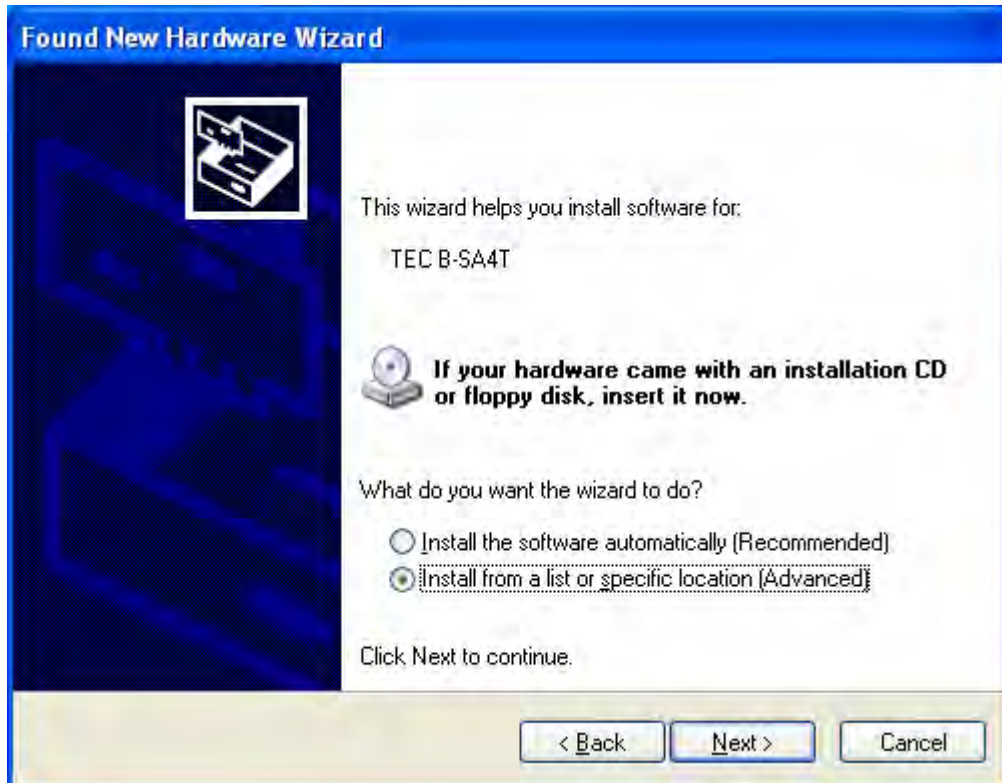 Found New Hardware Wizard
This wizard helps you install software for:
TEC B-SA4T
If your hardware came with an installation CD
or floppy disk, insert it now.
What do you want the wizard to do?
Install the software automatically (Recommended)
Install from a list or specific location (Advanced)
Click Next to continue.
< Back
Next >
Cancel